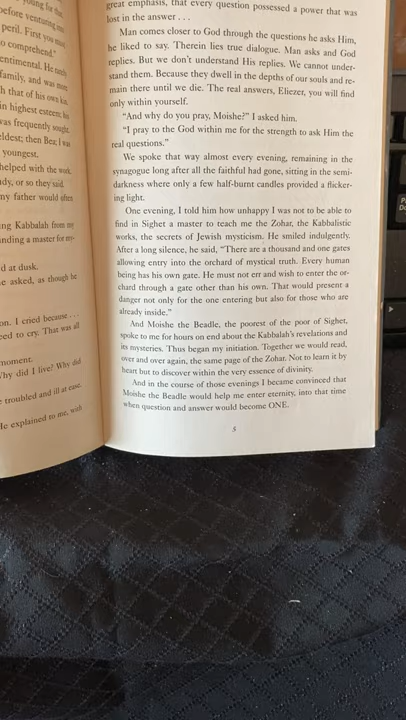 young for that.
before venturing
peril. First you must
o comprehend."
entimental. He rarely
family, and was more
h that of his own kin.
in highest esteem; his
was frequently sought
eldest; then Bea; I was
youngest.
helped with the work.
udy, or so they said.
my father would often
ng Kabbalah from my
nding a master for my-
d at dusk.
e asked, as though he
on. I cried because . . .
eed to cry. That was all
moment.
Why did I live? Why did
e troubled and ill at ease.
He explained to me, with
great emphasis, that every question possessed a power that was
lost in the answer . . .
Man comes closer to God through the questions he asks Him,
he liked to say. Therein lies true dialogue. Man asks and God
replies. But we don't understand His replies. We cannot under-
stand them. Because they dwell in the depths of our souls and re-
main there until we die. The real answers, Eliezer, you will find
only within yourself.
"And why do you pray, Moishe?" I asked him.
"I pray to the God within me for the strength to ask Him the
real questions."
We spoke that way almost every evening, remaining in the
synagogue long after all the faithful had gone, sitting in the semi-
darkness where only a few half-burnt candles provided a flicker-
ing light.
One evening, I told him how unhappy I was not to be able to
find in Sighet a master to teach me the Zohar, the Kabbalistic
works, the secrets of Jewish mysticism. He smiled indulgently.
After a long silence, he said, "There are a thousand and one gates
allowing entry into the orchard of mystical truth. Every human
being has his own gate. He must not err and wish to enter the or-
chard through a gate other than his own. That would present a
danger not only for the one entering but also for those who are
already inside."
And Moishe the Beadle, the poorest of the poor of Sighet,
spoke to me for hours on end about the Kabbalah's revelations and
its mysteries. Thus began my initiation. Together we would read,
over and over again, the same page of the Zohar. Not to learn it by
heart but to discover within the very essence of divinity.
And in the course of those evenings I became convinced that
Moishe the Beadle would help me enter eternity, into that time
when question and answer would become ONE.
5